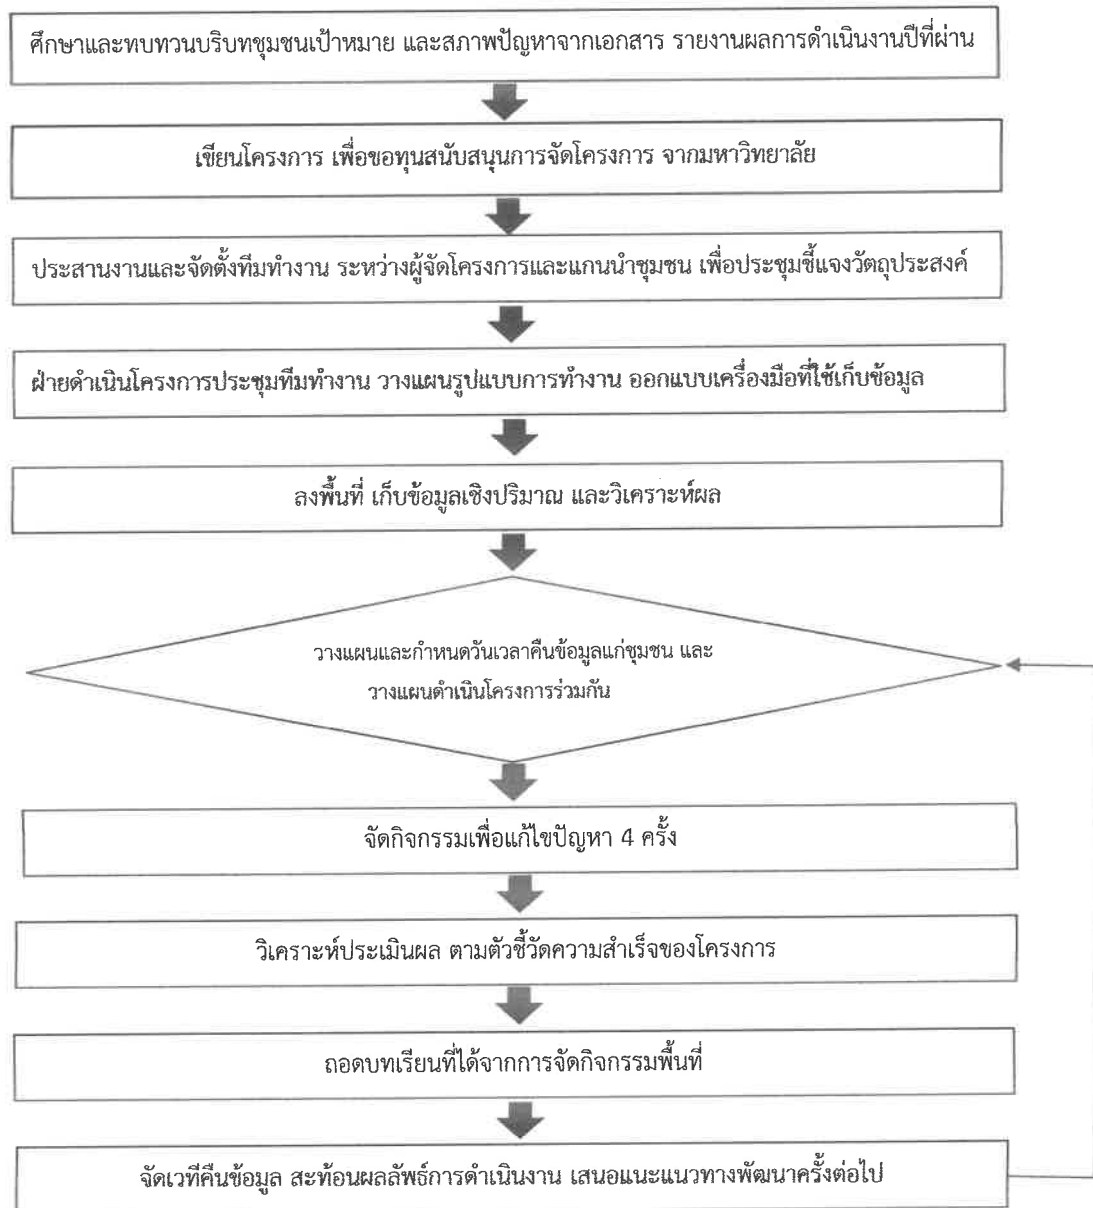 ศึกษาและทบทวนบริบทชุมชนเป้าหมาย และสภาพปัญหาจากเอกสาร รายงานผลการดำเนินงานปีที่ผ่าน
เขียนโครงการ เพื่อขอทุนสนับสนุนการจัดโครงการ จากมหาวิทยาลัย
ประสานงานและจัดตั้งทีมทำงาน ระหว่างผู้จัดโครงการและแกนนำชุมชน เพื่อประชุมชี้แจงวัตถุประสงค์
ฝ่ายดำเนินโครงการประชุมทีมทำงาน วางแผนรูปแบบการทำงาน ออกแบบเครื่องมือที่ใช้เก็บข้อมูล
ลงพื้นที่ เก็บข้อมูลเชิงปริมาณ และวิเคราะห์ผล
วางแผนและกำหนดวันเวลาคืนข้อมูลแก่ชุมชน และ
วางแผนดำเนินโครงการร่วมกัน
จัดกิจกรรมเพื่อแก้ไขปัญหา 4 ครั้ง
วิเคราะห์ประเมินผล ตามตัวชี้วัดความสำเร็จของโครงการ
ถอดบทเรียนที่ได้จากการจัดกิจกรรมพื้นที่
จัดเวทีคืนข้อมูล สะท้อนผลลัพธ์การดำเนินงาน เสนอแนะแนวทางพัฒนาครั้งต่อไป